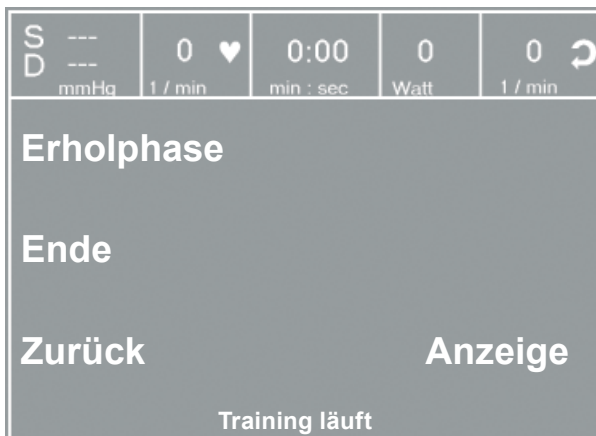 S --- 0 ♥ 0:00 0 0
D ---
mmHg 1 / min min : sec Watt 1 / min
Erholphase
Ende
Zurück Anzeige
Training läuft